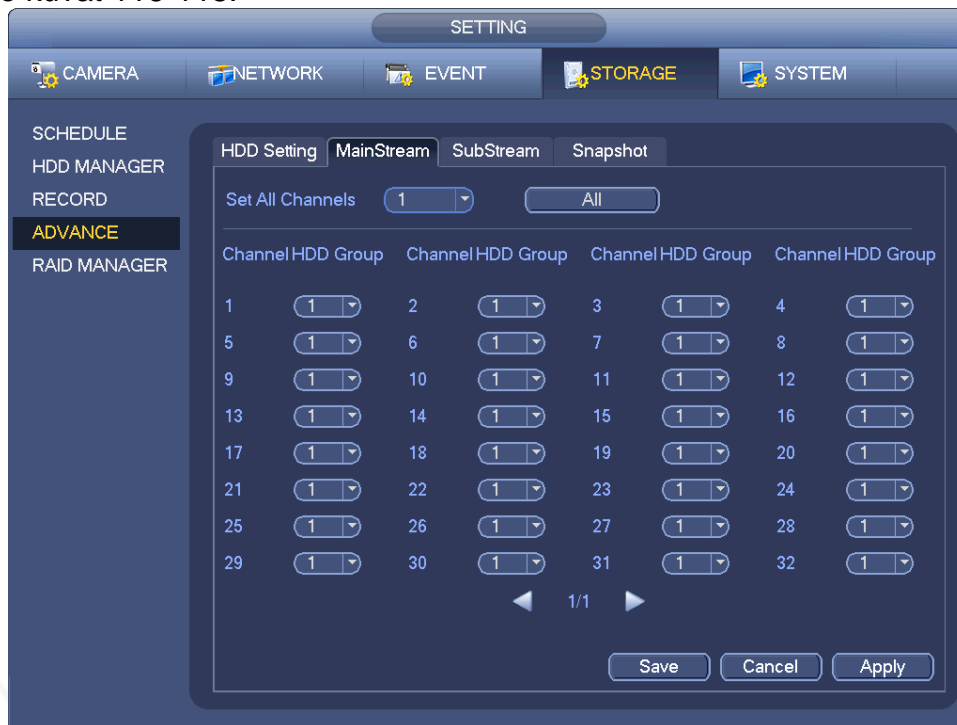 SETTING
CAMERA NETWORK EVENT STORAGE SYSTEM
SCHEDULE
HDD MANAGER
RECORD
ADVANCE
RAID MANAGER
HDD Setting MainStream SubStream Snapshot
Set All Channels 1 All
Channel HDD Group Channel HDD Group Channel HDD Group Channel HDD Group
1 1 2 1 3 1 4 1
5 1 6 1 7 1 8 1
9 1 10 1 11 1 12 1
13 1 14 1 15 1 16 1
17 1 18 1 19 1 20 1
21 1 22 1 23 1 24 1
25 1 26 1 27 1 28 1
29 1 30 1 31 1 32 1
1/1
Save Cancel Apply